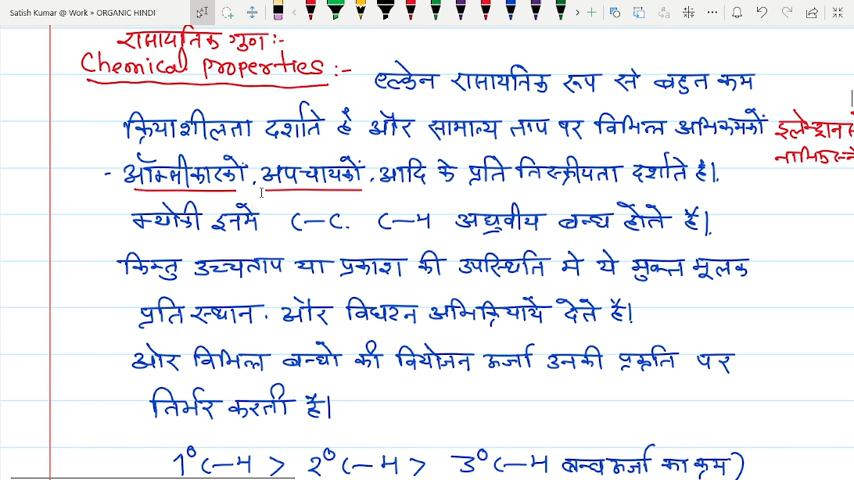 Satish Kumar @ Work » ORGANIC HINDI
रासायनिक गुण:-
Chemical properties:- एल्केन रासायनिक रूप से बहुत कम
क्रियाशीलता दर्शाते है और सामान्य ताप पर विभिन्न अभिकर्मकों
- ऑक्सीकारकों, अपचायकों, आदि के प्रति निष्क्रीयता दर्शाते है।
क्योकी इनमे C-C. C-H अध्रुवीय बन्ध होते है।
किन्तु उच्चताप या प्रकाश की उपस्थिति मे ये मुक्त मूलक
प्रतिस्थान. और विघटन अभिक्रियायें देते है।
और विभिन्न बन्धो की वियोजन ऊर्जा उनकी प्रकृति पर
निर्भर करती है।
1° C-H > 2° C-H > 3° C-H बन्ध ऊर्जा का क्रम)